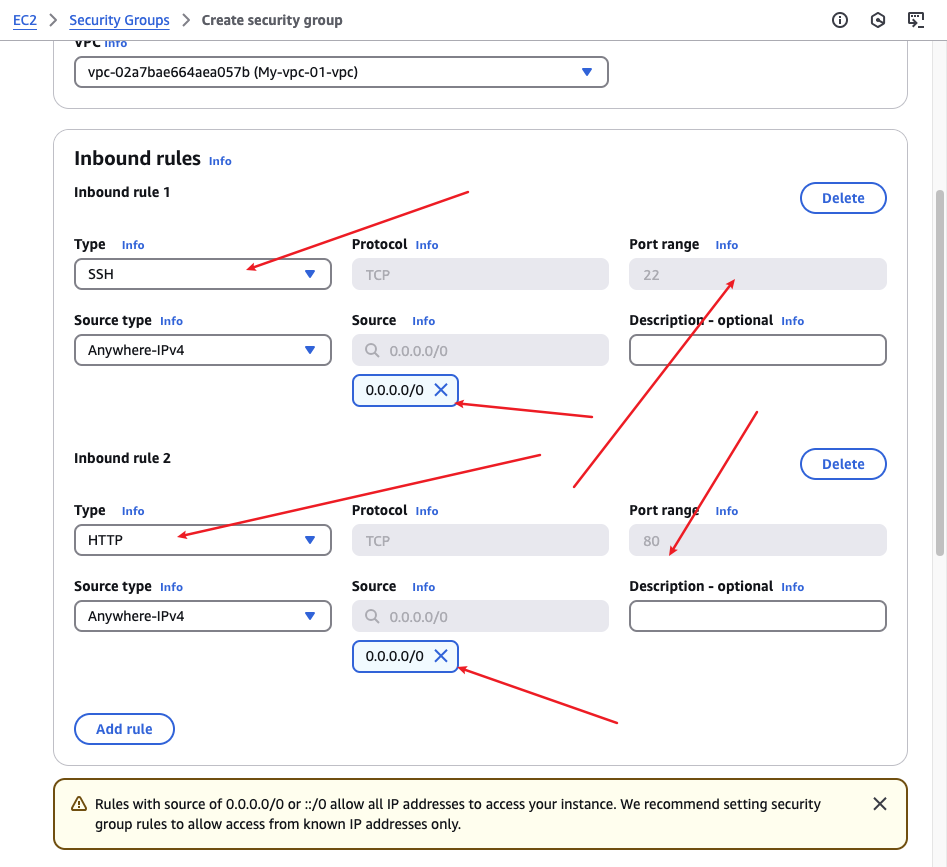 EC2 > Security Groups > Create security group
VPC Info
vpc-02a7bae664aea057b (My-vpc-01-vpc)
Inbound rules Info
Inbound rule 1
Delete
Type Info Protocol Info Port range Info
SSH TCP 22
Source type Info Source Info Description - optional Info
Anywhere-IPv4 0.0.0.0/0
0.0.0.0/0
Inbound rule 2
Delete
Type Info Protocol Info Port range Info
HTTP TCP 80
Source type Info Source Info Description - optional Info
Anywhere-IPv4 0.0.0.0/0
0.0.0.0/0
Add rule
Rules with source of 0.0.0.0/0 or ::/0 allow all IP addresses to access your instance. We recommend setting security
group rules to allow access from known IP addresses only.